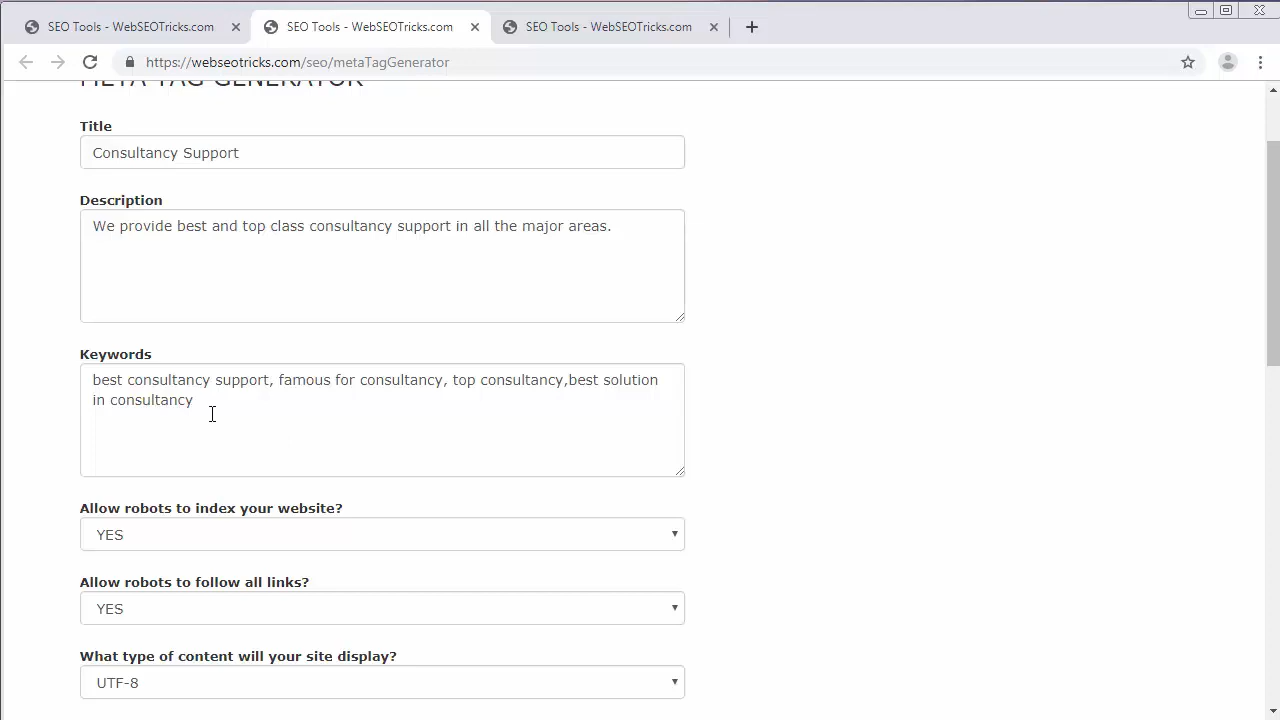 SEO Tools - WebSEOTricks.com
SEO Tools - WebSEOTricks.com
SEO Tools - WebSEOTricks.com
https://webseotricks.com/seo/metaTagGenerator
META TAG GENERATOR
Title
Consultancy Support
Description
We provide best and top class consultancy support in all the major areas.
Keywords
best consultancy support, famous for consultancy, top consultancy,best solution
in consultancy
Allow robots to index your website?
YES
Allow robots to follow all links?
YES
What type of content will your site display?
UTF-8